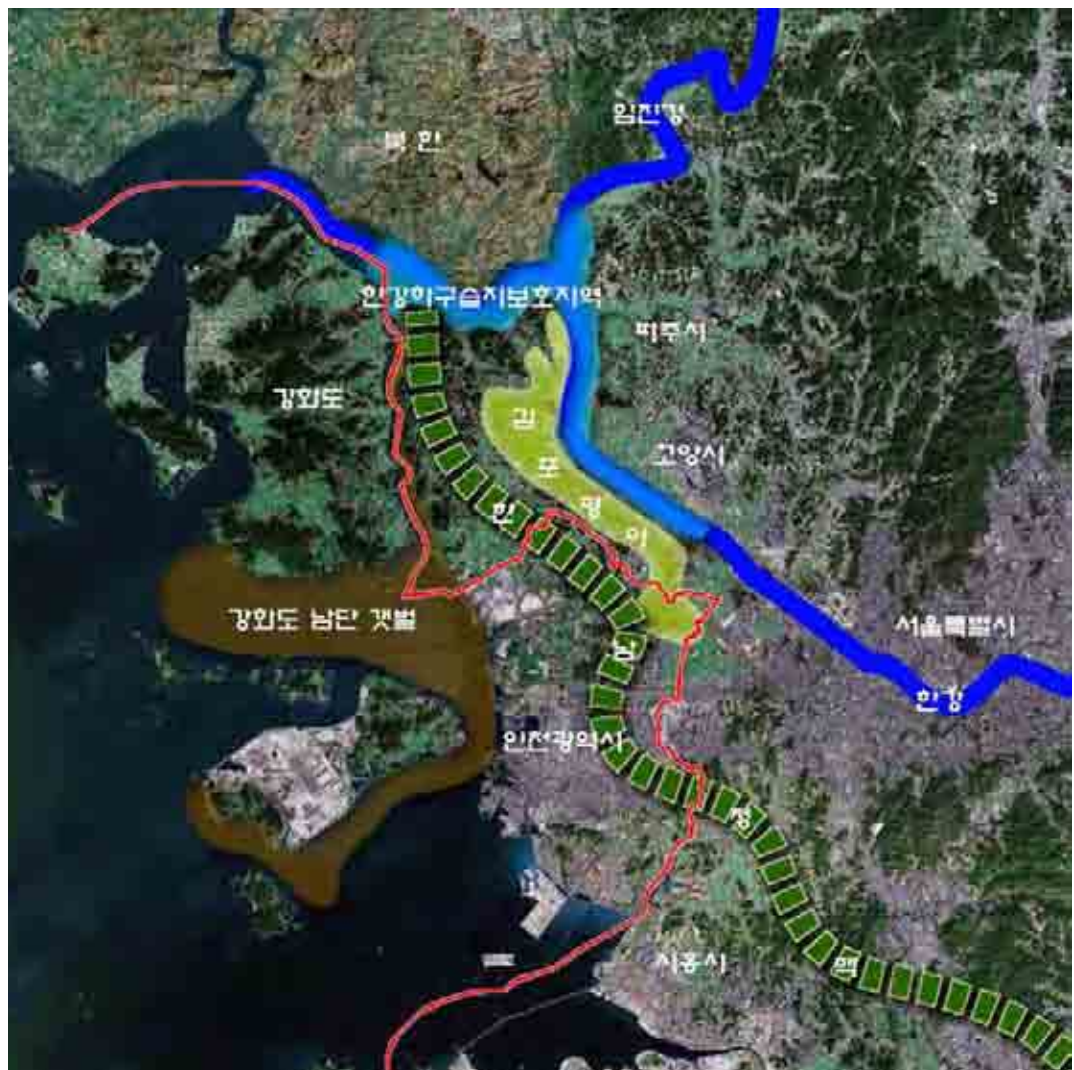 임진강
북 한
한강하구습지보호지역
파주시
강화도
고양시
김
포
평
야
한
강화도 남단 갯벌
서울특별시
남
한강
인천광역시
정
시흥시
맥